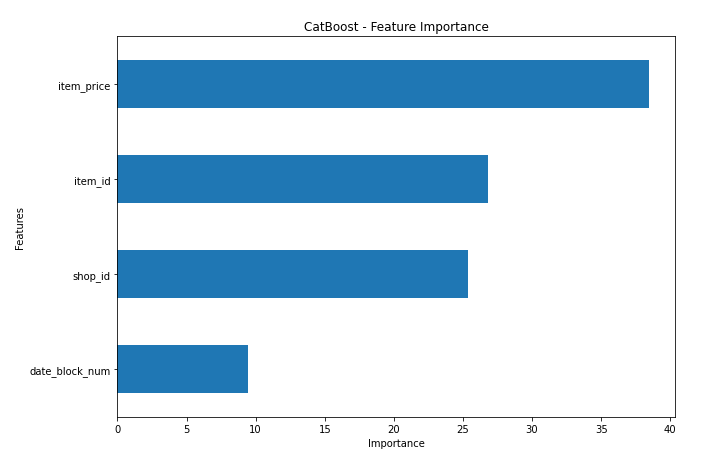 CatBoost - Feature Importance
item_price
item_id
shop_id
date_block_num
Features
0 5 10 15 20 25 30 35 40
Importance